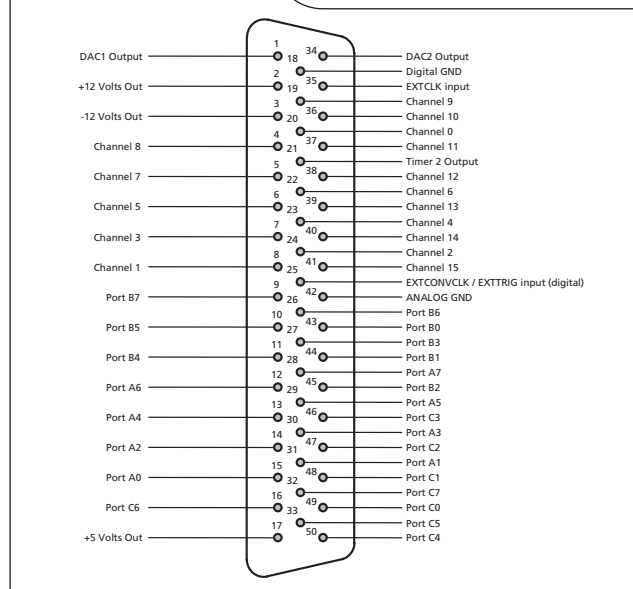 1
34
DAC1 Output
18
DAC2 Output
2
Digital GND
35
+12 Volts Out
19
EXTCLK input
3
Channel 9
36
-12 Volts Out
20
Channel 10
4
Channel 0
37
Channel 8
21
Channel 11
5
Timer 2 Output
38
Channel 7
22
Channel 12
6
Channel 6
39
Channel 5
23
Channel 13
7
Channel 4
40
Channel 3
24
Channel 14
8
Channel 2
41
Channel 1
25
Channel 15
9
EXTCONVCLK / EXTTRIG input (digital)
42
Port B7
26
ANALOG GND
10
Port B6
43
Port B5
27
Port B0
11
Port B3
44
Port B4
28
Port B1
12
Port A7
45
Port A6
29
Port B2
13
Port A5
46
Port A4
30
Port C3
14
Port A3
47
Port A2
31
Port C2
15
Port A1
48
Port A0
32
Port C1
16
Port C7
49
Port C6
33
Port C0
17
Port C5
50
+5 Volts Out
Port C4